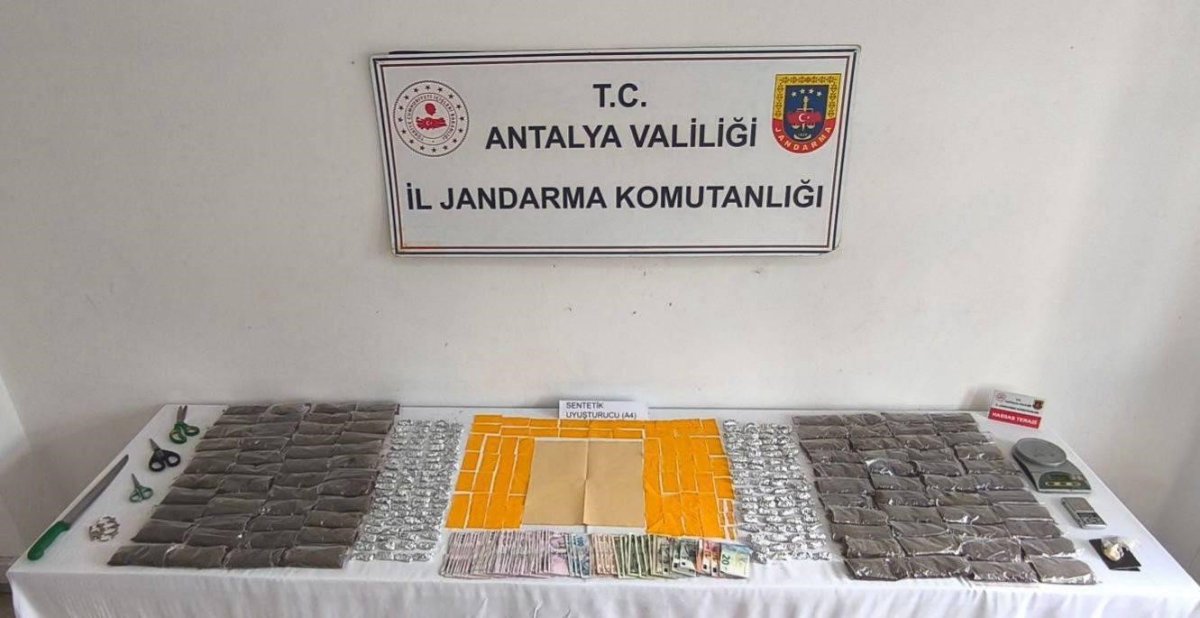 T.C.
ANTALYA VALİLİĞİ
İL JANDARMA KOMUTANLIĞI
JANDARMA
SENTETİK
UYUŞTURUCU (A4)
HASSAS TERAZİ